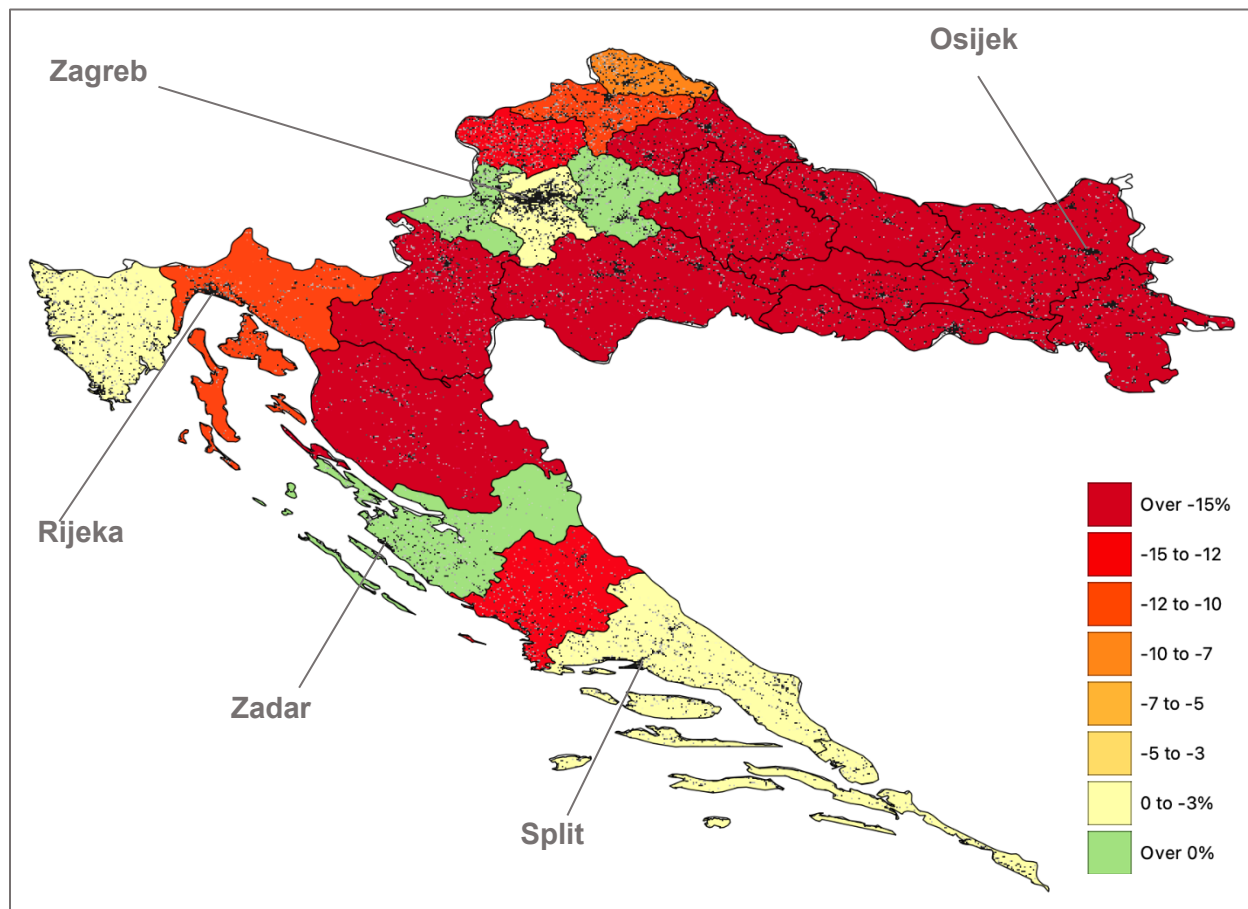 Osijek
Zagreb
Rijeka
Zadar
Split
Over -15%
-15 to -12
-12 to -10
-10 to -7
-7 to -5
-5 to -3
0 to -3%
Over 0%